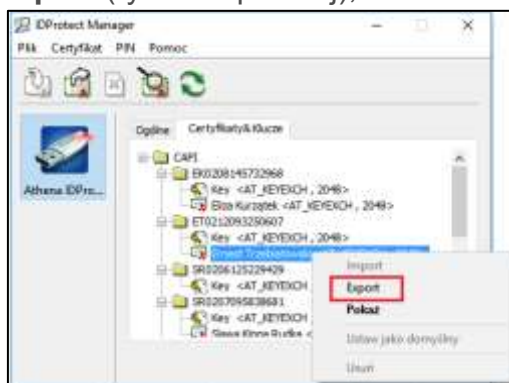 IDProtect Manager
Plik Certyfikat PIN Pomoc
Athena IDPro...
Ogólne Certyfikaty&Klucze
CAPI
EK0208145732968
Key <AT_KEYEXCH, 2048>
Eliza Kurzątek <AT_KEYEXCH, 2048>
ET0212093250607
Key <AT_KEYEXCH, 2048>
Ernest
SR0206125229429
Key <AT_KEYEXCH
SR0207095838681
Key <AT_KEYEXCH
Import
Export
Pokaż
Ustaw jako domyślny
Usuń